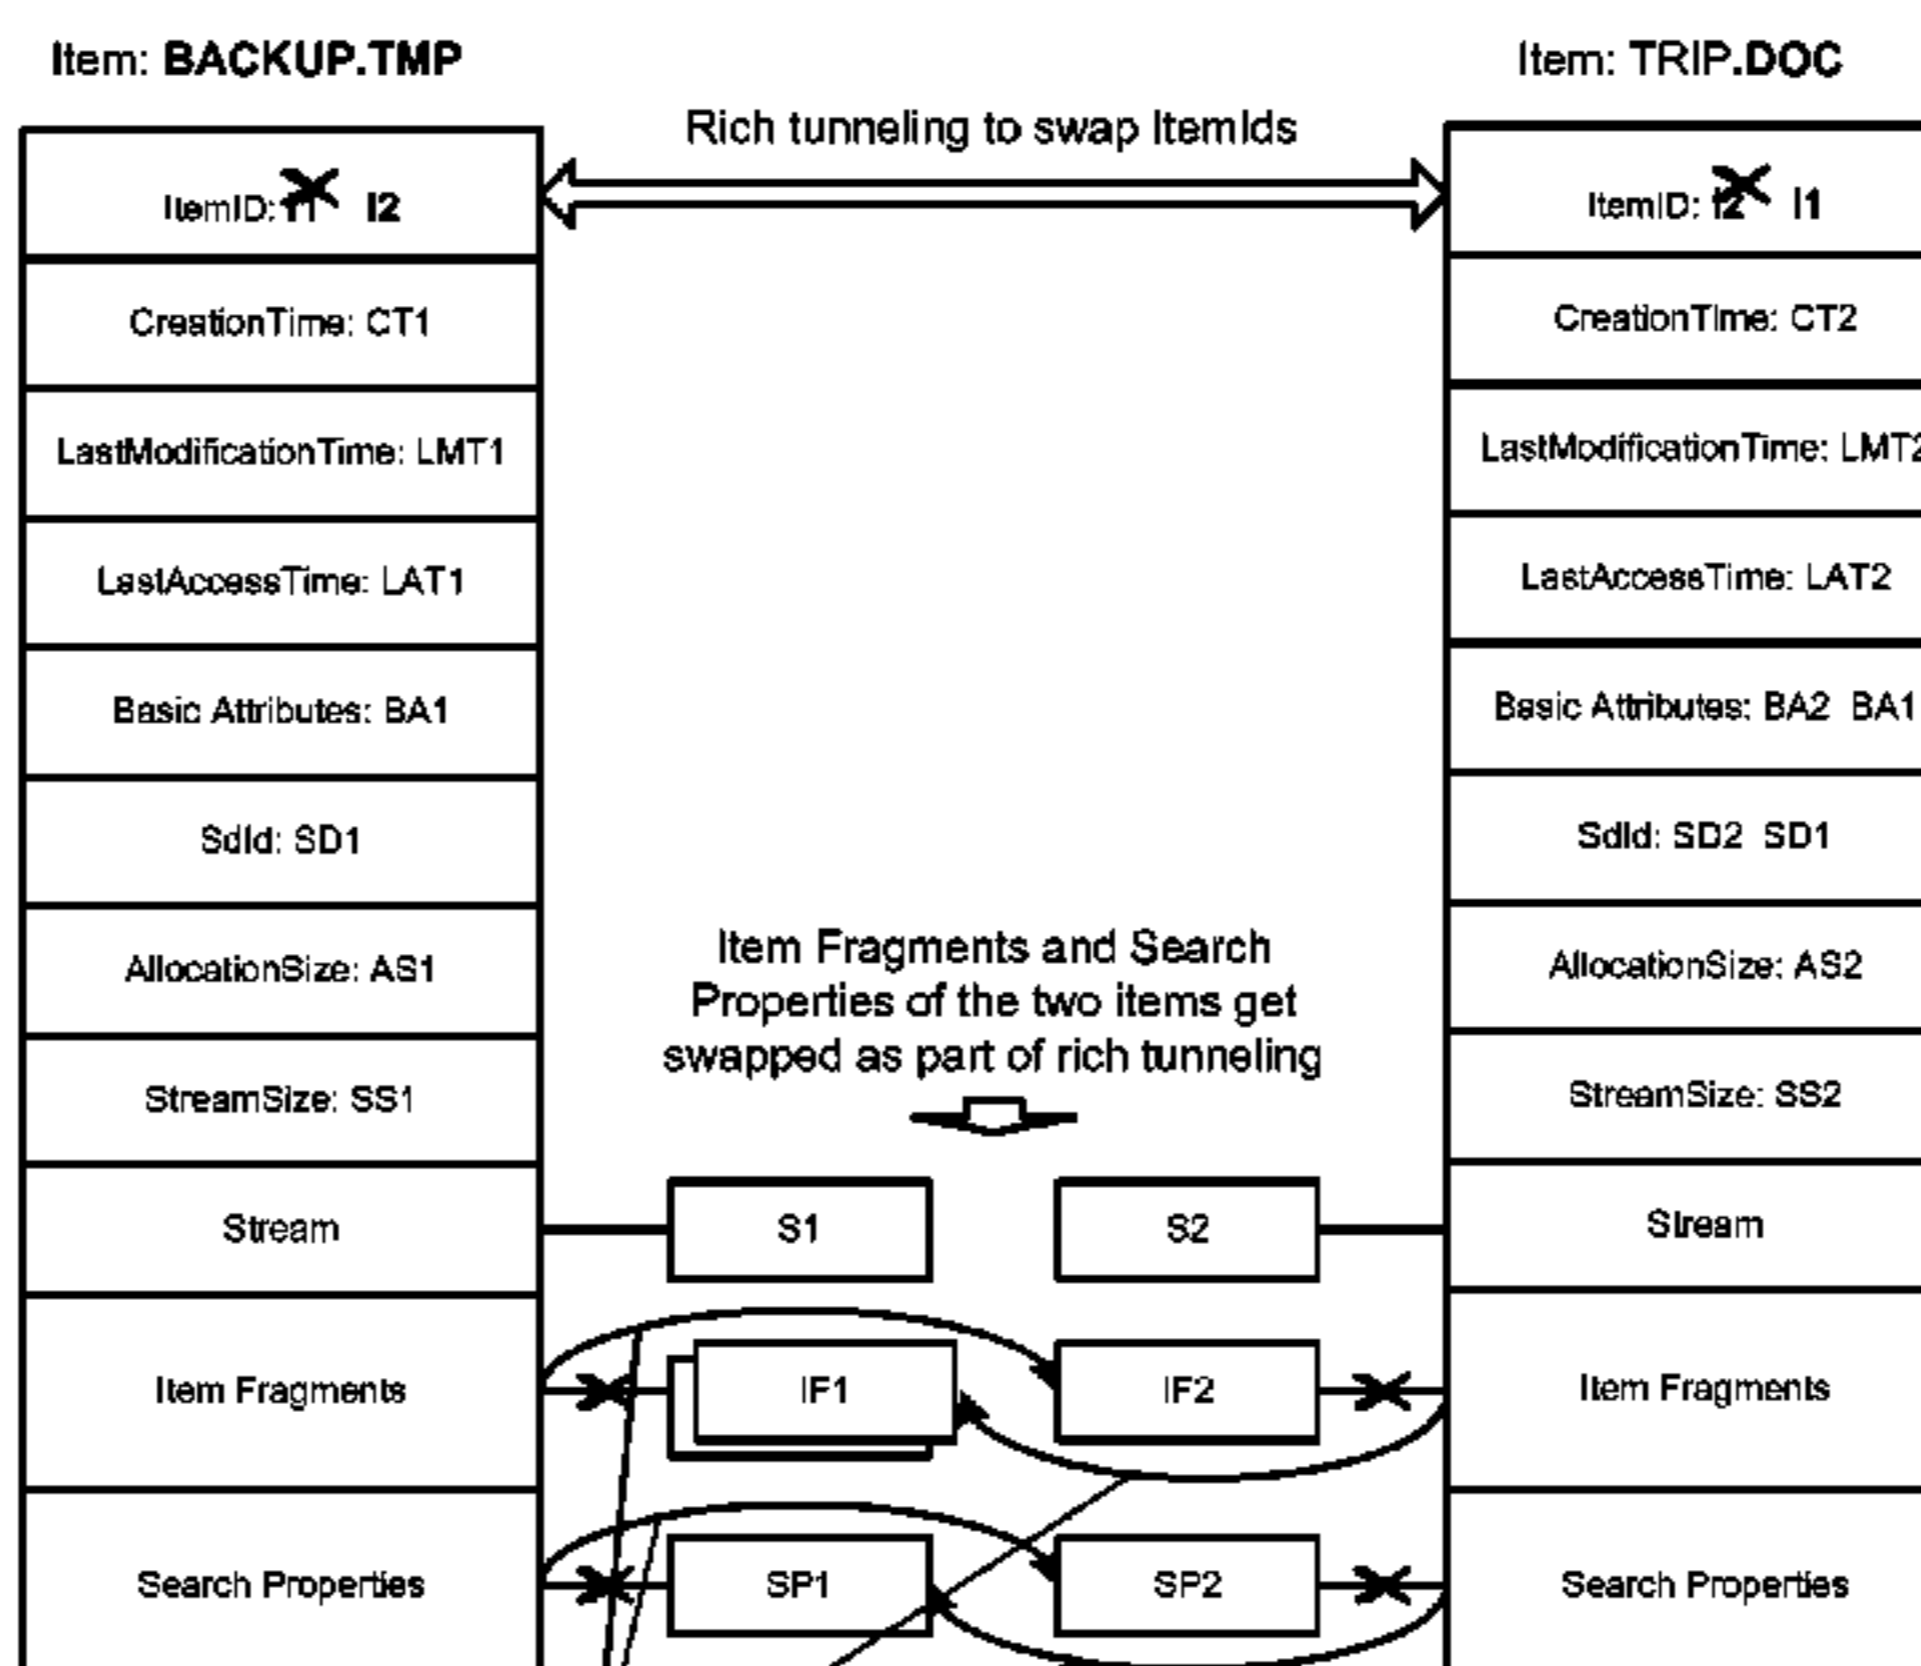 Item: BACKUP.TMP
Item: TRIP.DOC
Rich tunneling to swap ItemIds
ItemID: I1 I2
ItemID: I2 I1
CreationTime: CT1
CreationTime: CT2
LastModificationTime: LMT1
LastModificationTime: LMT2
LastAccessTime: LAT1
LastAccessTime: LAT2
Basic Attributes: BA1
Basic Attributes: BA2 BA1
SdId: SD1
SdId: SD2 SD1
AllocationSize: AS1
AllocationSize: AS2
Item Fragments and Search
Properties of the two items get
swapped as part of rich tunneling
StreamSize: SS1
StreamSize: SS2
Stream
S1
S2
Stream
Item Fragments
IF1
IF2
Item Fragments
Search Properties
SP1
SP2
Search Properties